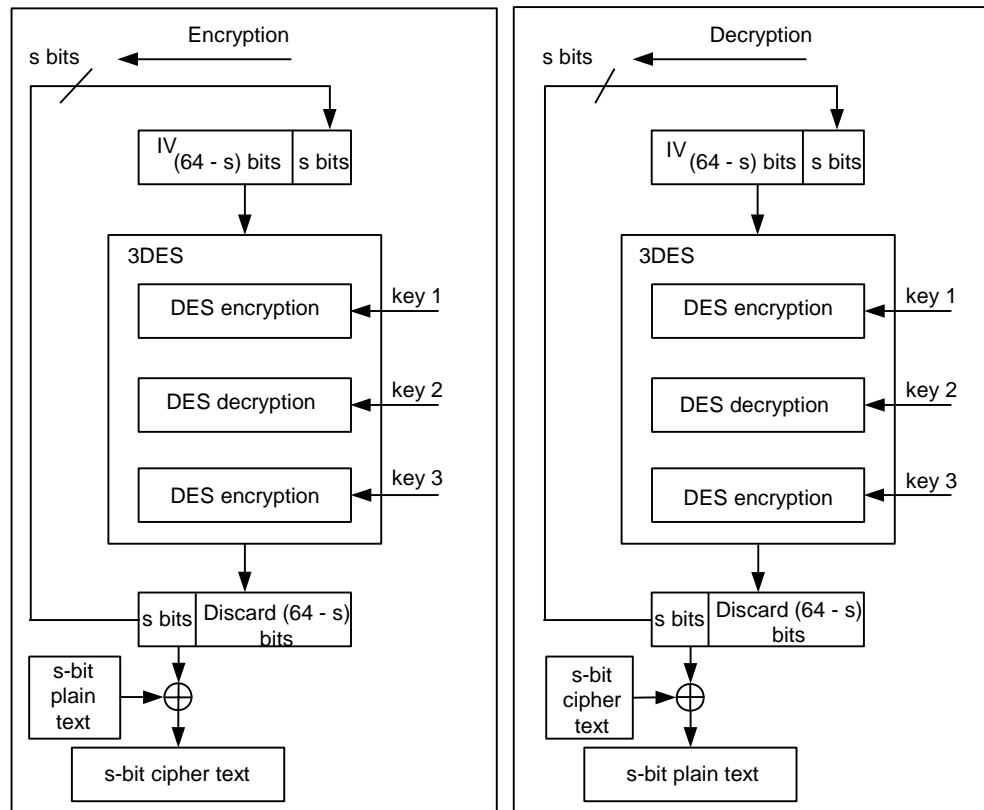 Encryption
s bits
IV
(64 - s) bits
s bits
3DES
DES encryption
key 1
DES decryption
key 2
DES encryption
key 3
s bits
Discard (64 - s)
bits
s-bit
plain
text
s-bit cipher text
Decryption
s bits
IV
(64 - s) bits
s bits
3DES
DES encryption
key 1
DES decryption
key 2
DES encryption
key 3
s bits
Discard (64 - s)
bits
s-bit
cipher
text
s-bit plain text